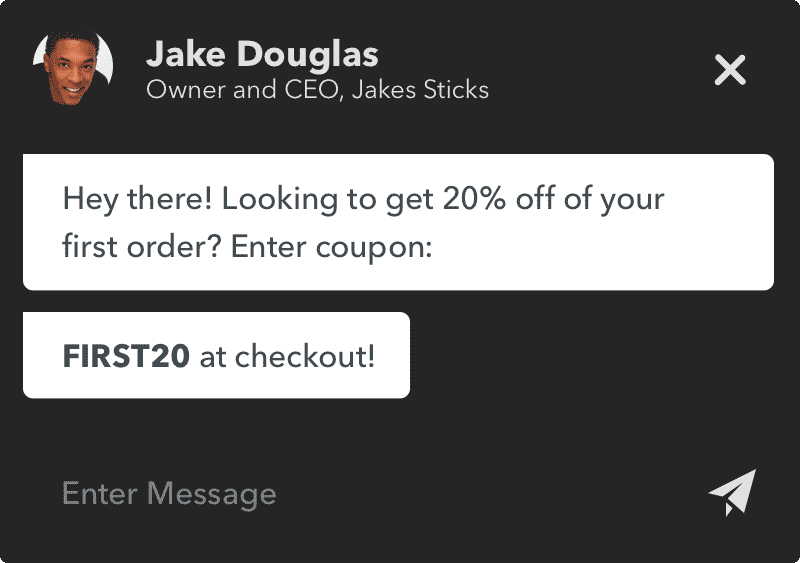 Jake Douglas
Owner and CEO, Jakes Sticks
Hey there! Looking to get 20% off of your
first order? Enter coupon:
FIRST20 at checkout!
Enter Message